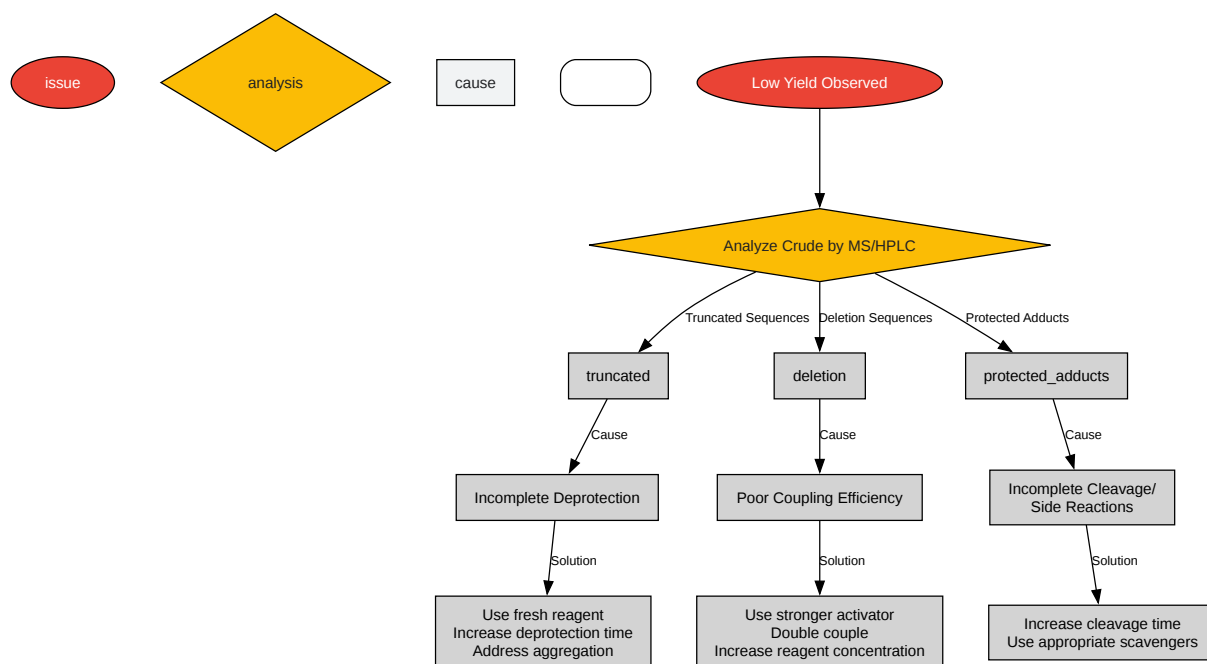 issue
analysis
cause
Low Yield Observed
Analyze Crude by MS/HPLC
Truncated Sequences
Deletion Sequences
Protected Adducts
truncated
deletion
protected_adducts
Cause
Cause
Cause
Incomplete Deprotection
Poor Coupling Efficiency
Incomplete Cleavage/
Side Reactions
Solution
Solution
Solution
Use fresh reagent
Increase deprotection time
Address aggregation
Use stronger activator
Double couple
Increase reagent concentration
Increase cleavage time
Use appropriate scavengers